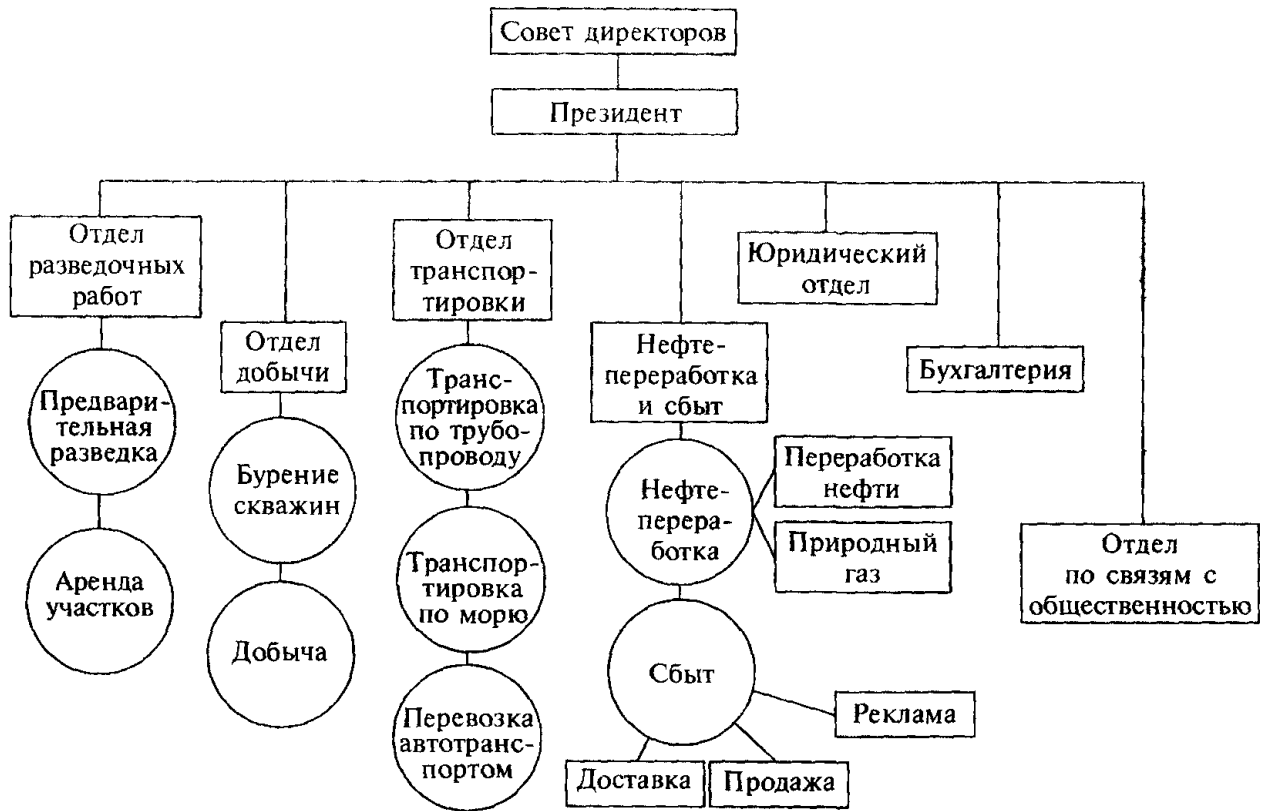 Совет директоров
Президент
Отдел
разведочных
работ
Предвари-
тельная
разведка
Аренда
участков
Отдел
добычи
Бурение
скважин
Добыча
Отдел
транспор-
тировки
Транс-
портировка
по трубо-
проводу
Транспор-
тировка
по морю
Перевозка
автотранс-
портом
Нефте-
переработка
и сбыт
Нефте-
перера-
ботка
Переработка
нефти
Природный
газ
Сбыт
Реклама
Доставка
Продажа
Юридический
отдел
Бухгалтерия
Отдел
по связям с
общественностью